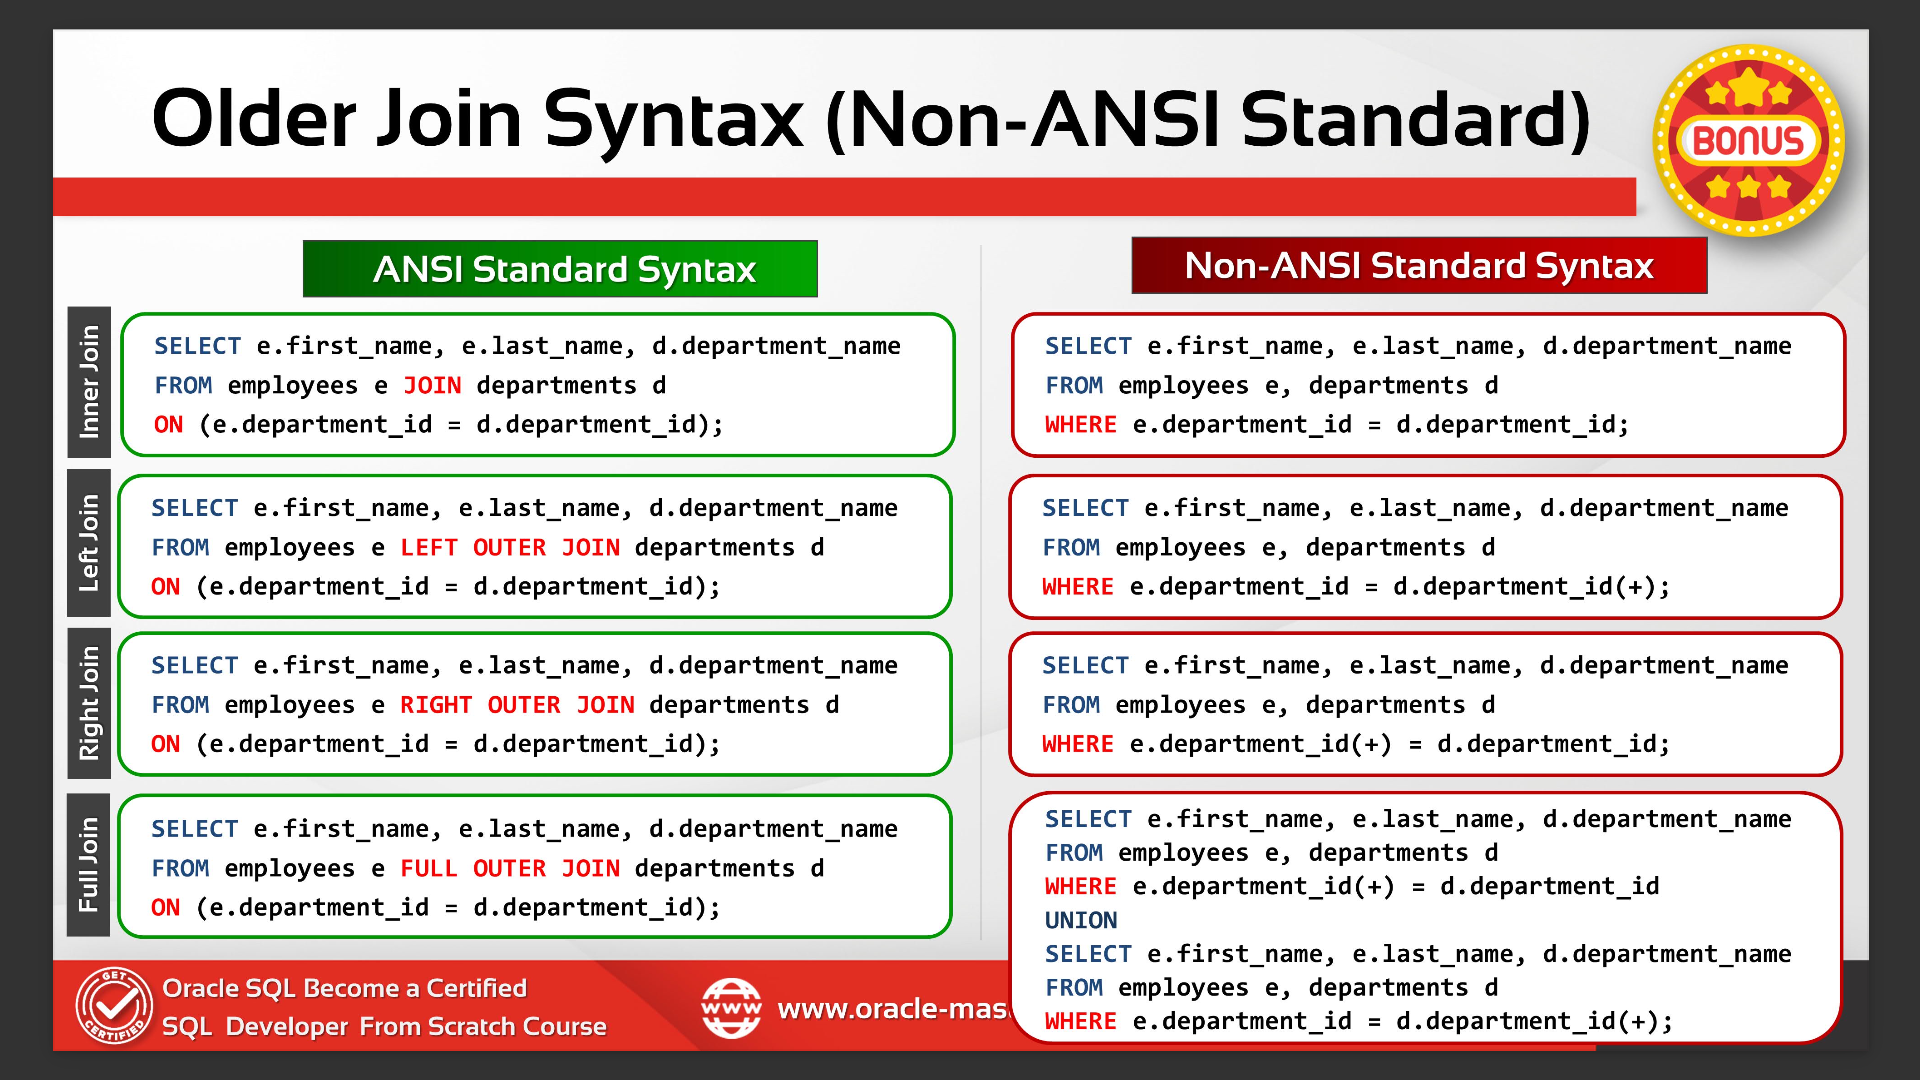 Older Join Syntax (Non-ANSI Standard)
BONUS
ANSI Standard Syntax
Non-ANSI Standard Syntax
Inner Join
SELECT e.first_name, e.last_name, d.department_name
FROM employees e JOIN departments d
ON (e.department_id = d.department_id);
SELECT e.first_name, e.last_name, d.department_name
FROM employees e, departments d
WHERE e.department_id = d.department_id;
Left Join
SELECT e.first_name, e.last_name, d.department_name
FROM employees e LEFT OUTER JOIN departments d
ON (e.department_id = d.department_id);
SELECT e.first_name, e.last_name, d.department_name
FROM employees e, departments d
WHERE e.department_id = d.department_id(+);
Right Join
SELECT e.first_name, e.last_name, d.department_name
FROM employees e RIGHT OUTER JOIN departments d
ON (e.department_id = d.department_id);
SELECT e.first_name, e.last_name, d.department_name
FROM employees e, departments d
WHERE e.department_id(+) = d.department_id;
Full Join
SELECT e.first_name, e.last_name, d.department_name
FROM employees e FULL OUTER JOIN departments d
ON (e.department_id = d.department_id);
SELECT e.first_name, e.last_name, d.department_name
FROM employees e, departments d
WHERE e.department_id(+) = d.department_id
UNION
SELECT e.first_name, e.last_name, d.department_name
FROM employees e, departments d
WHERE e.department_id = d.department_id(+);
GET
CERTIFIED
Oracle SQL Become a Certified
SQL Developer From Scratch Course
www
www.oracle-mas